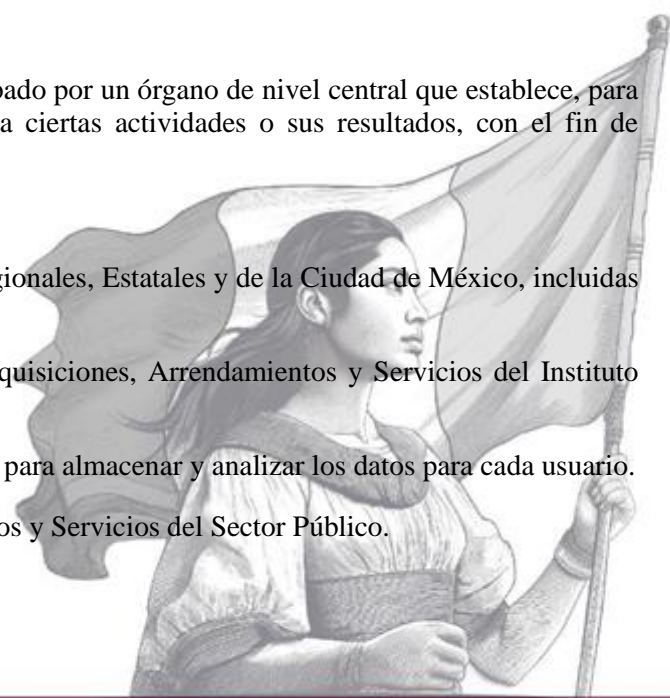 bado por un órgano de nivel central que establece, para
a ciertas actividades o sus resultados, con el fin de
gionales, Estatales y de la Ciudad de México, incluidas
quisiciones, Arrendamientos y Servicios del Instituto
para almacenar y analizar los datos para cada usuario.
os y Servicios del Sector Público.